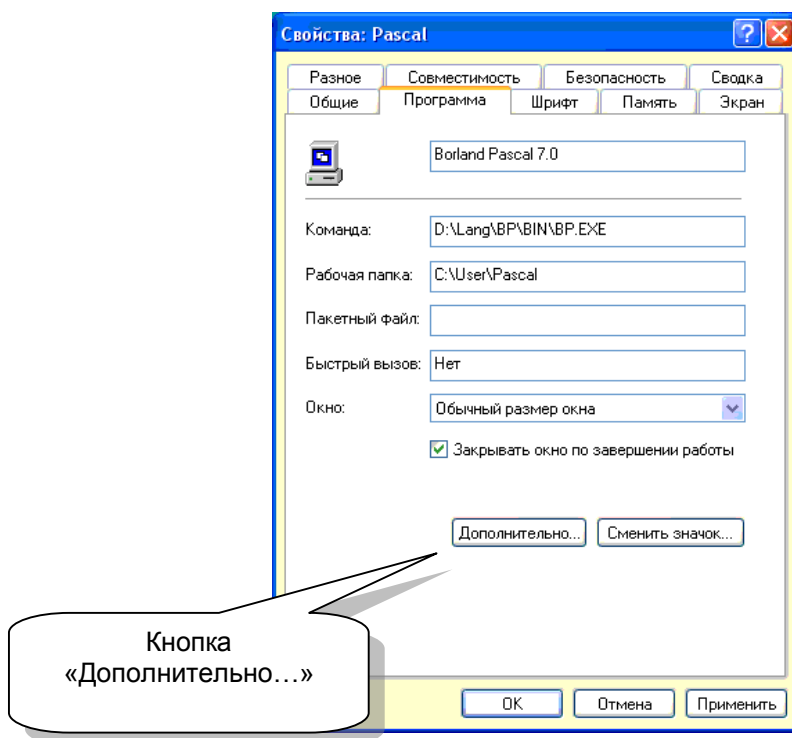 Свойства: Pascal
Разное Совместимость Безопасность Сводка
Общие Программа Шрифт Память Экран
Borland Pascal 7.0
Команда: D:\Lang\BP\BIN\BP.EXE
Рабочая папка: C:\User\Pascal
Пакетный файл:
Быстрый вызов: Нет
Окно: Обычный размер окна
Закрывать окно по завершении работы
Дополнительно... Сменить значок...
Кнопка
«Дополнительно…»
OK Отмена Применить